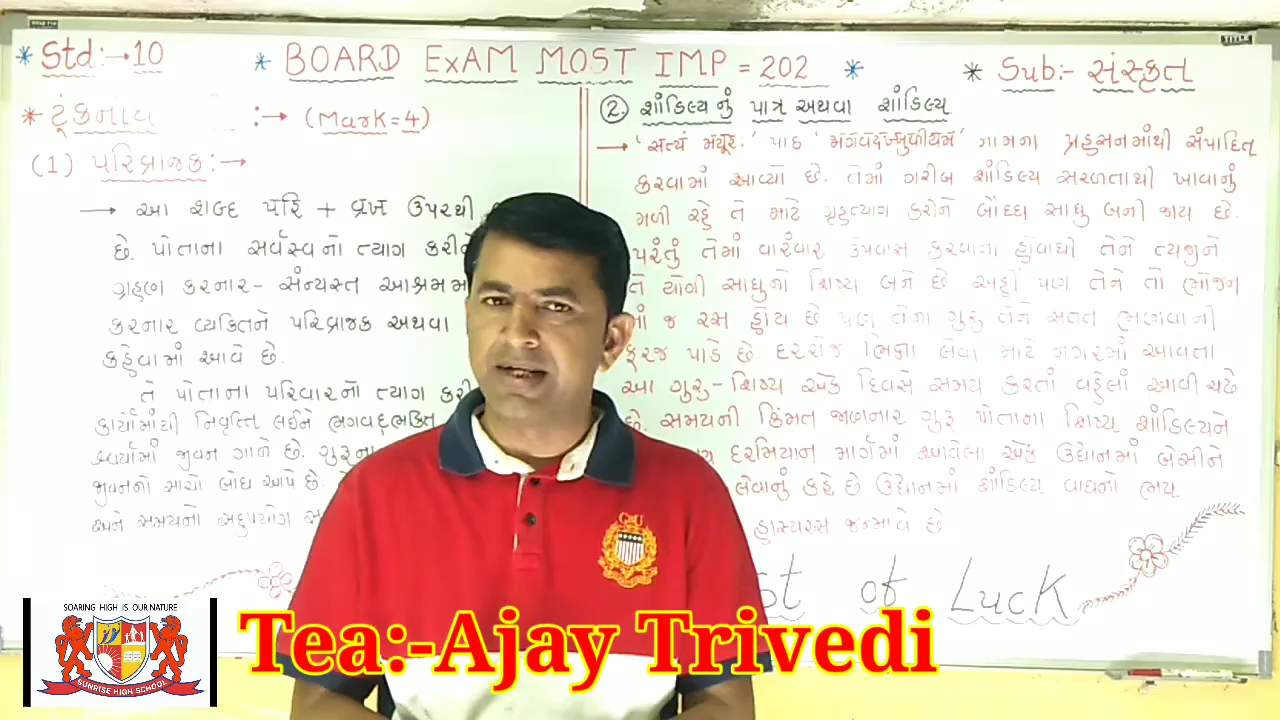 * Std:→10 * BOARD ExAM MOST IMP = 202 * * Sub:- સંસ્કૃત
TITLE
* ટૂંકનોંધ :→ (Mark=4)
(1) પરિવ્રાજક:→
→ આ શબ્દ પરિ + વ્રજ ઉપરથી
છે. પોતાના સર્વસ્વનો ત્યાગ કરીને
ગ્રહણ કરનાર- સંન્યસ્ત આશ્રમમાં
કરનાર વ્યકિતને પરિવ્રાજક અથવા
કહેવામાં આવે છે.
તે પોતાના પરિવારનો ત્યાગ કરી
કાર્યોમાંથી નિવૃત્તિ લઈને ભગવદ્ભક્તિ
જીવન ગાળે છે. ગુરુના
જીવનનો સાચો બોધ આપે છે.
અને સમયનો સદુપયોગ
2. શાંડિલ્યનું પાત્ર અથવા શાંડિલ્ય
→ 'સત્યં મયૂરઃ' પાઠ નામના પ્રહસનમાંથી સંપાદિત
કરવામાં આવ્યો છે. તેમાં ગરીબ શાંડિલ્ય સરળતાથી ખાવાનું
મળી રહે તે માટે ગૃહત્યાગ કરીને બૌદ્ધ સાધુ બની જાય છે.
પરંતું તેમાં વારંવાર ઉપવાસ કરવાના હોવાથી તેને ત્યજીને
તે યોગી સાધુનો શિષ્ય બને છે અહીં પણ તેને તો ભોજન
માં જ રસ હોય છે પણ તેના ગુરુ તેને સતત ભણવાની
ફરજ પાડે છે. દરરોજ ભિક્ષા લેવા માટે નગરમાં આવતા
આ ગુરુ-શિષ્ય એક દિવસે સમય કરતાં વહેલાં આવી ચઢે
છે. સમયની કિંમત જાણનાર ગુરુ પોતાના શિષ્ય શાંડિલ્યને
દરમિયાન માર્ગમાં આવેલા એક ઉદ્યાનમાં બેસીને
લેવાનું કહે છે ઉદ્યાનમાં શાંડિલ્ય વાઘનો ભય
હાસ્યરસ જન્માવે છે
of Luck
SOARING HIGH IS OUR NATURE
SUNRISE HIGH SCHOOL
Tea:-Ajay Trivedi